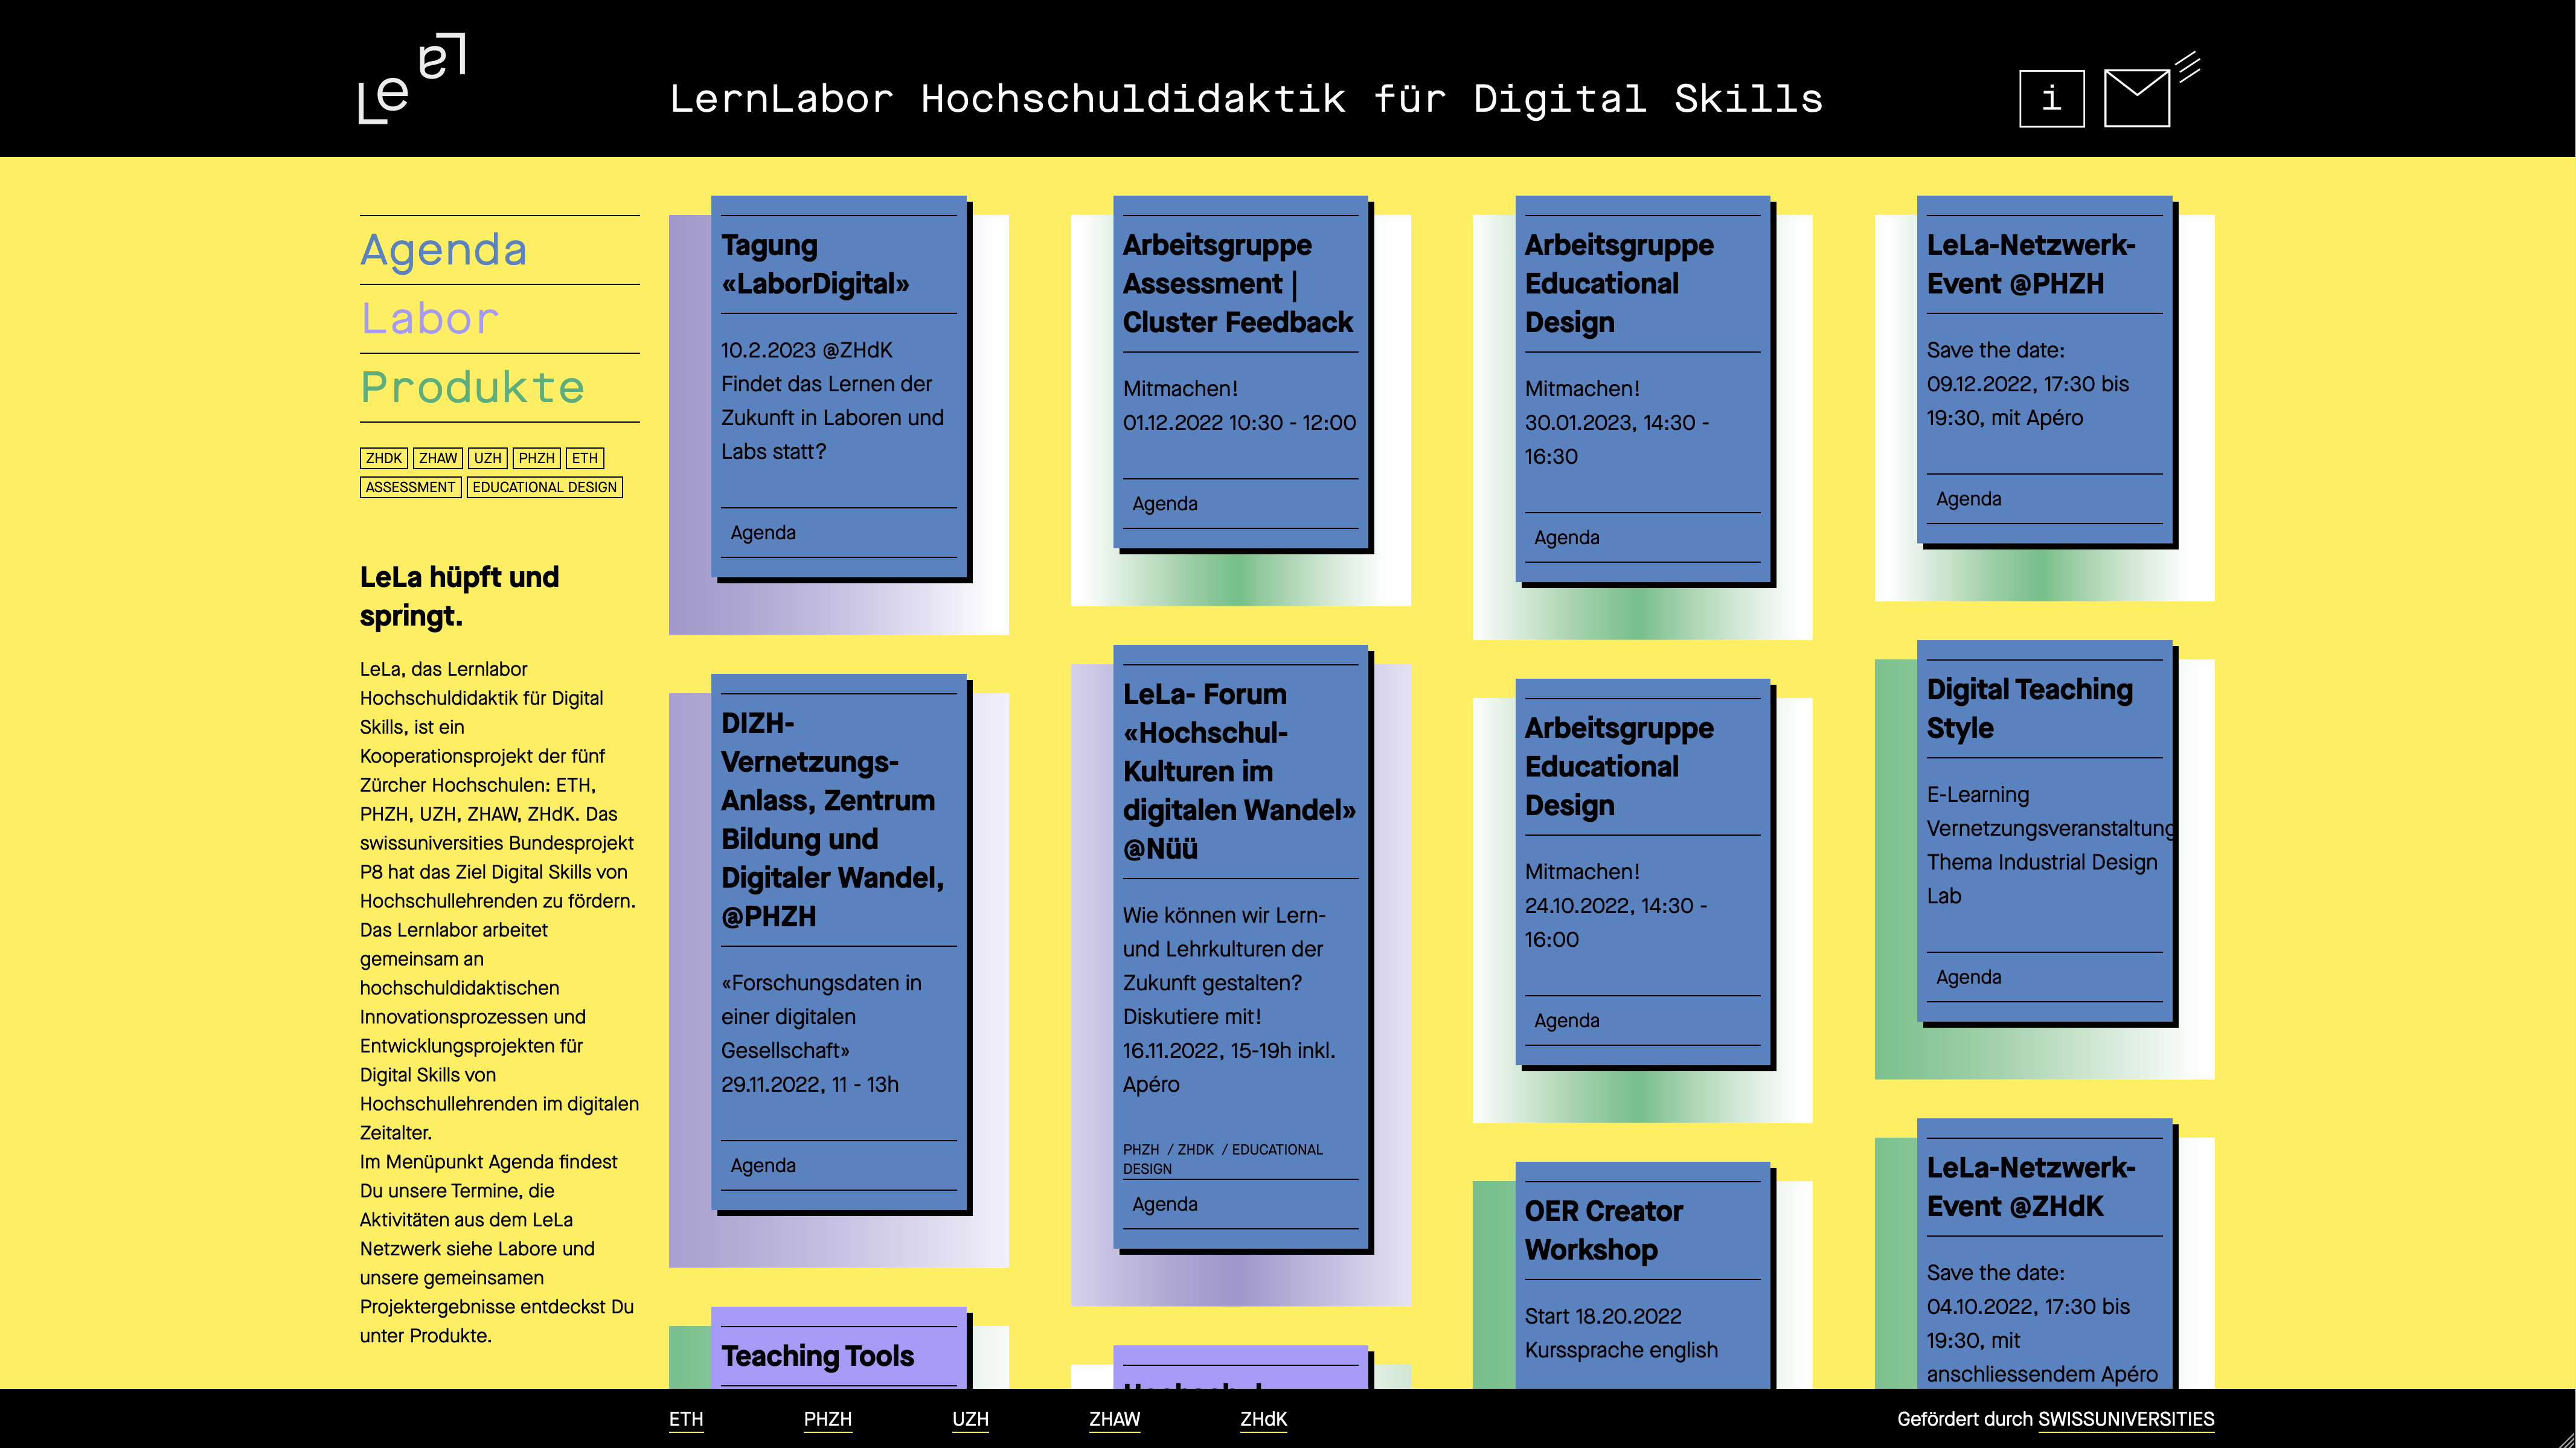 LeLa
LernLabor Hochschuldidaktik für Digital Skills
i
Agenda
Labor
Produkte
ZHDK ZHAW UZH PHZH ETH
ASSESSMENT EDUCATIONAL DESIGN
LeLa hüpft und
springt.
LeLa, das Lernlabor
Hochschuldidaktik für Digital
Skills, ist ein
Kooperationsprojekt der fünf
Zürcher Hochschulen: ETH,
PHZH, UZH, ZHAW, ZHdK. Das
swissuniversities Bundesprojekt
P8 hat das Ziel Digital Skills von
Hochschullehrenden zu fördern.
Das Lernlabor arbeitet
gemeinsam an
hochschuldidaktischen
Innovationsprozessen und
Entwicklungsprojekten für
Digital Skills von
Hochschullehrenden im digitalen
Zeitalter.
Im Menüpunkt Agenda findest
Du unsere Termine, die
Aktivitäten aus dem LeLa
Netzwerk siehe Labore und
unsere gemeinsamen
Projektergebnisse entdeckst Du
unter Produkte.
Tagung
«LaborDigital»
10.2.2023 @ZHdK
Findet das Lernen der
Zukunft in Laboren und
Labs statt?
Agenda
DIZH-
Vernetzungs-
Anlass, Zentrum
Bildung und
Digitaler Wandel,
@PHZH
«Forschungsdaten in
einer digitalen
Gesellschaft»
29.11.2022, 11 - 13h
Agenda
Teaching Tools
Arbeitsgruppe
Assessment |
Cluster Feedback
Mitmachen!
01.12.2022 10:30 - 12:00
Agenda
LeLa- Forum
«Hochschul-
Kulturen im
digitalen Wandel»
@Nüü
Wie können wir Lern-
und Lehrkulturen der
Zukunft gestalten?
Diskutiere mit!
16.11.2022, 15-19h inkl.
Apéro
PHZH / ZHDK / EDUCATIONAL
DESIGN
Agenda
Arbeitsgruppe
Educational
Design
Mitmachen!
30.01.2023, 14:30 -
16:30
Agenda
Arbeitsgruppe
Educational
Design
Mitmachen!
24.10.2022, 14:30 -
16:00
Agenda
OER Creator
Workshop
Start 18.20.2022
Kurssprache english
LeLa-Netzwerk-
Event @PHZH
Save the date:
09.12.2022, 17:30 bis
19:30, mit Apéro
Agenda
Digital Teaching
Style
E-Learning
Vernetzungsveranstaltung
Thema Industrial Design
Lab
Agenda
LeLa-Netzwerk-
Event @ZHdK
Save the date:
04.10.2022, 17:30 bis
19:30, mit
anschliessendem Apéro
ETH PHZH UZH ZHAW ZHdK
Gefördert durch SWISSUNIVERSITIES